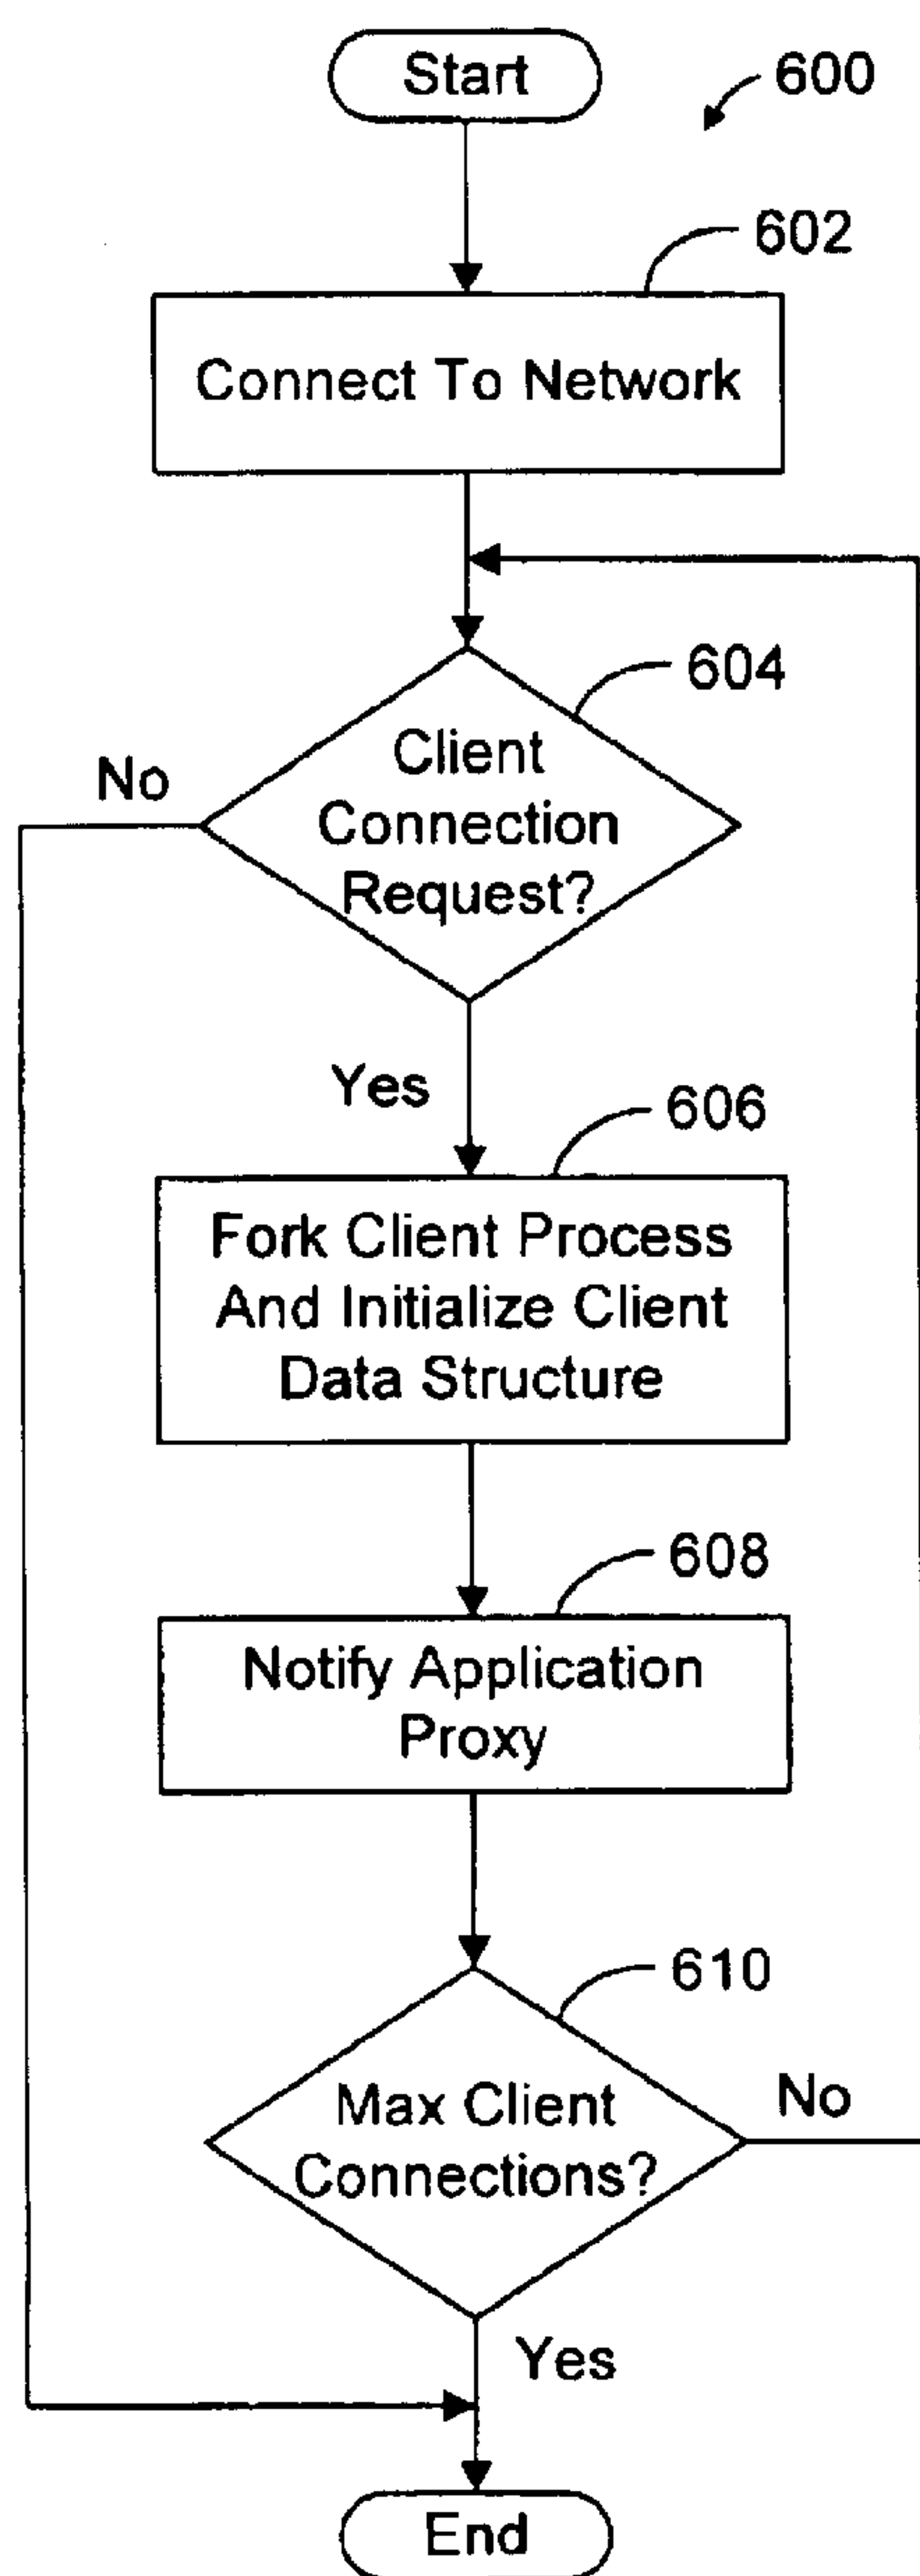 Start
600
602
Connect To Network
604
Client
Connection
Request?
No
Yes
606
Fork Client Process
And Initialize Client
Data Structure
608
Notify Application
Proxy
610
Max Client
Connections?
No
Yes
End